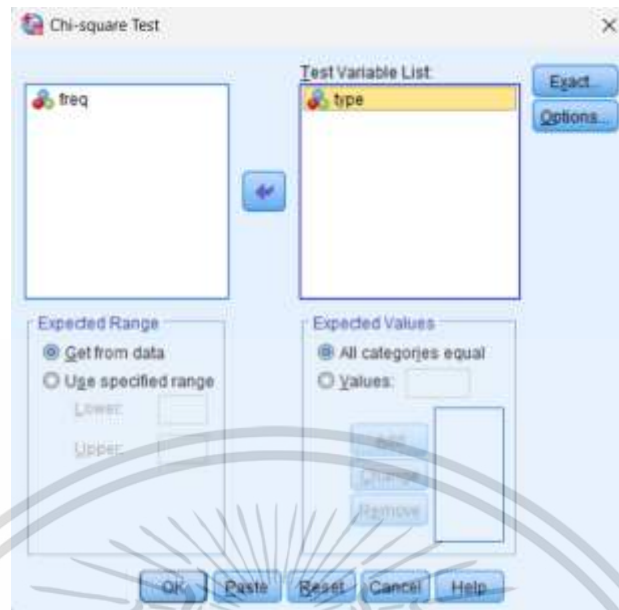 Chi-square Test
Test Variable List:
freq
type
Exact...
Options...
Expected Range
Get from data
Use specified range
Lower:
Upper:
Expected Values
All categories equal
Values:
Add
Change
Remove
OK Paste Reset Cancel Help